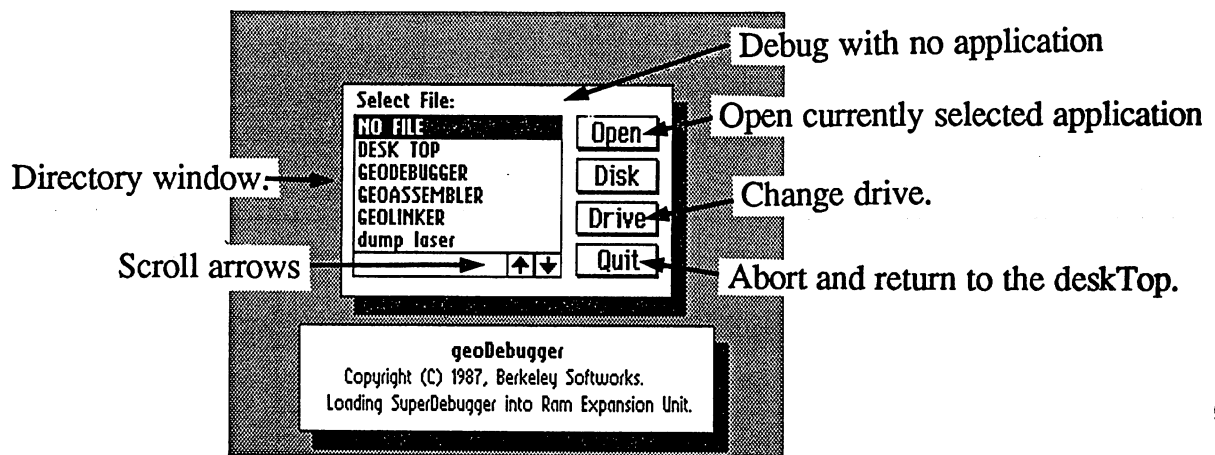 Debug with no application
Select File:
NO FILE
Open
Open currently selected application
DESK TOP
GEODEBUGGER
Disk
Directory window.
GEOASSEMBLER
Change drive.
GEOLINKER
Drive
dump laser
Scroll arrows
Quit
Abort and return to the deskTop.
geoDebugger
Copyright (C) 1987, Berkeley Softworks.
Loading SuperDebugger into Ram Expansion Unit.